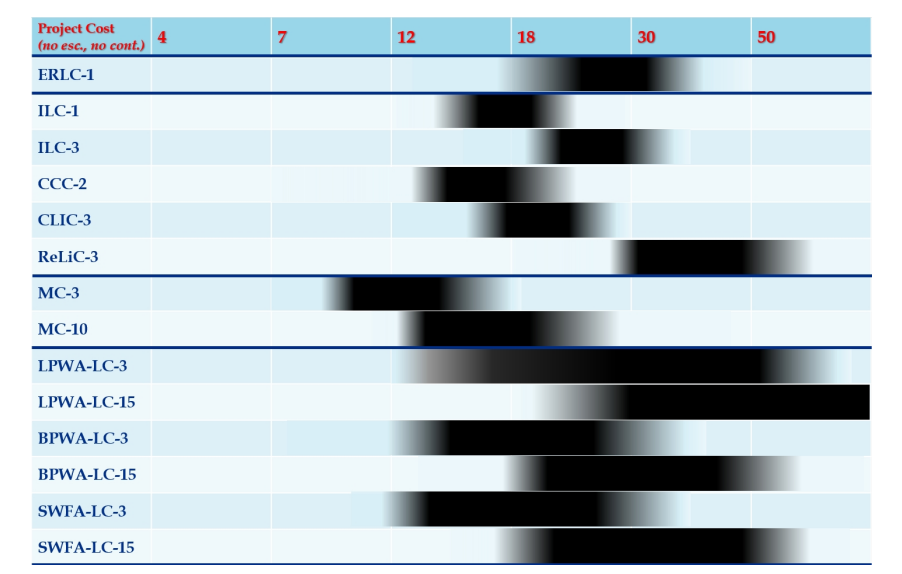 Project Cost
(no esc., no cont.) 4 7 12 18 30 50
ERLC-1
ILC-1
ILC-3
CCC-2
CLIC-3
ReLiC-3
MC-3
MC-10
LPWA-LC-3
LPWA-LC-15
BPWA-LC-3
BPWA-LC-15
SWFA-LC-3
SWFA-LC-15